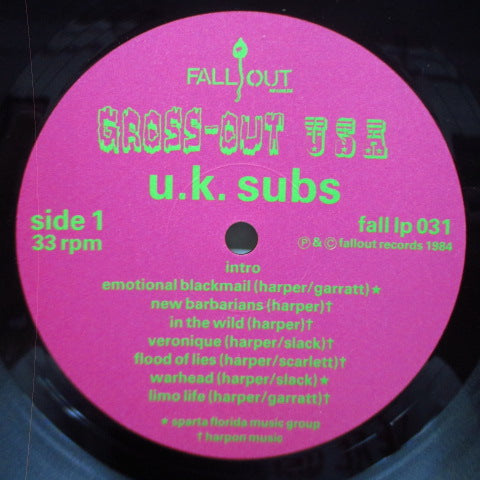 FALLOUT
RECORDS
GROSS-OUT USA
u.k. subs
side 1
33 rpm
fall lp 031
Ⓟ & © fallout records 1984
intro
emotional blackmail (harper/garratt)★
new barbarians (harper)†
in the wild (harper)†
veronique (harper/slack)†
flood of lies (harper/scarlett)†
warhead (harper/slack)★
limo life (harper/garratt)†
★ sparta florida music group
† harpon music